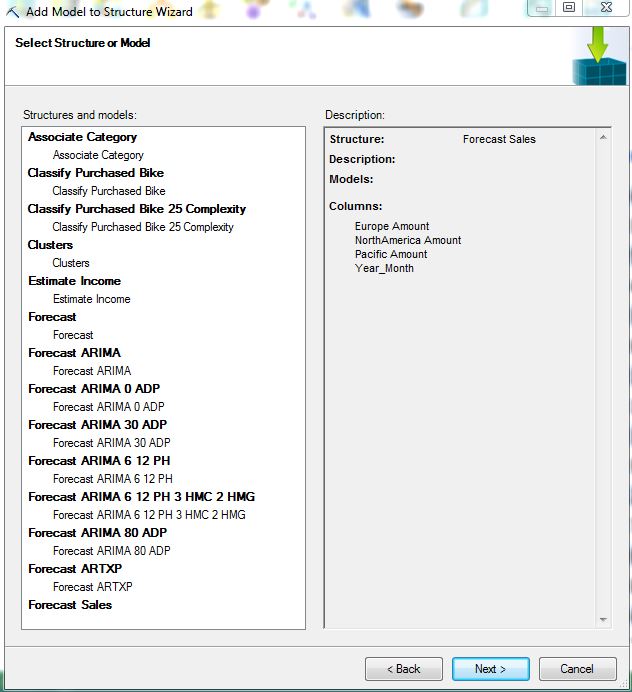 Add Model to Structure Wizard
Select Structure or Model
Structures and models:
Associate Category
Associate Category
Classify Purchased Bike
Classify Purchased Bike
Classify Purchased Bike 25 Complexity
Classify Purchased Bike 25 Complexity
Clusters
Clusters
Estimate Income
Estimate Income
Forecast
Forecast
Forecast ARIMA
Forecast ARIMA
Forecast ARIMA 0 ADP
Forecast ARIMA 0 ADP
Forecast ARIMA 30 ADP
Forecast ARIMA 30 ADP
Forecast ARIMA 6 12 PH
Forecast ARIMA 6 12 PH
Forecast ARIMA 6 12 PH 3 HMC 2 HMG
Forecast ARIMA 6 12 PH 3 HMC 2 HMG
Forecast ARIMA 80 ADP
Forecast ARIMA 80 ADP
Forecast ARTXP
Forecast ARTXP
Forecast Sales
Description:
Structure: Forecast Sales
Description:
Models:
Columns:
Europe Amount
NorthAmerica Amount
Pacific Amount
Year_Month
< Back Next > Cancel